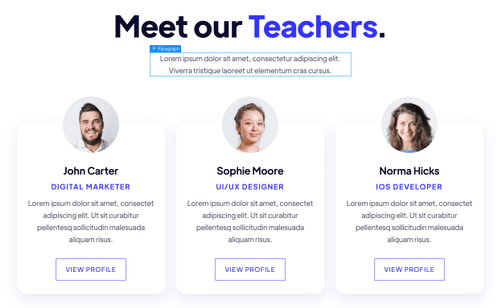 Meet our Teachers.
Paragraph
Lorem ipsum dolor sit amet, consectetur adipiscing elit.
Viverra tristique laoreet ut elementum cras cursus.
John Carter
DIGITAL MARKETER
Lorem ipsum dolor sit amet, consectet
adipiscing elit. Ut sit curabitur
pellentesq sollicitudin malesuada
aliquam risus.
VIEW PROFILE
Sophie Moore
UI/UX DESIGNER
Lorem ipsum dolor sit amet, consectet
adipiscing elit. Ut sit curabitur
pellentesq sollicitudin malesuada
aliquam risus.
VIEW PROFILE
Norma Hicks
IOS DEVELOPER
Lorem ipsum dolor sit amet, consectet
adipiscing elit. Ut sit curabitur
pellentesq sollicitudin malesuada
aliquam risus.
VIEW PROFILE